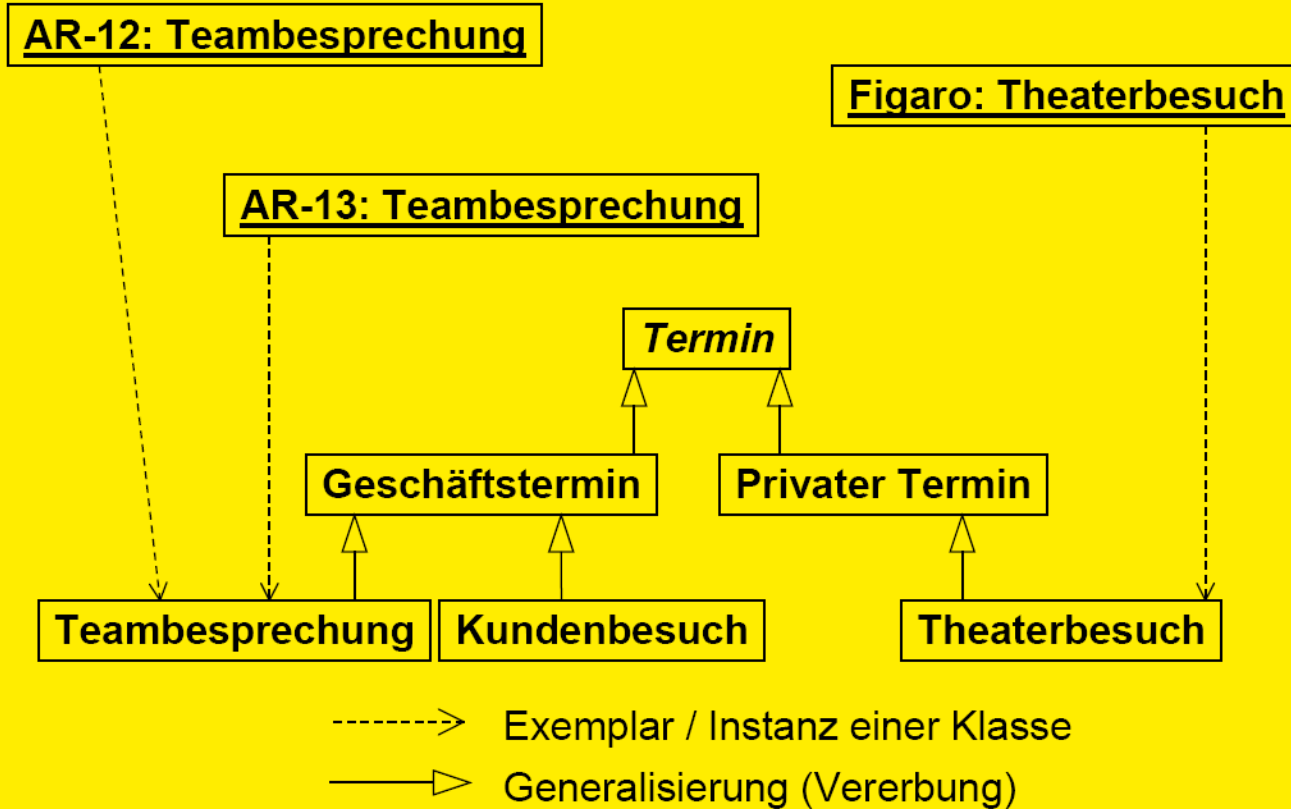 AR-12: Teambesprechung
Figaro: Theaterbesuch
AR-13: Teambesprechung
Termin
Geschäftstermin
Privater Termin
Teambesprechung
Kundenbesuch
Theaterbesuch
Exemplar / Instanz einer Klasse
Generalisierung (Vererbung)